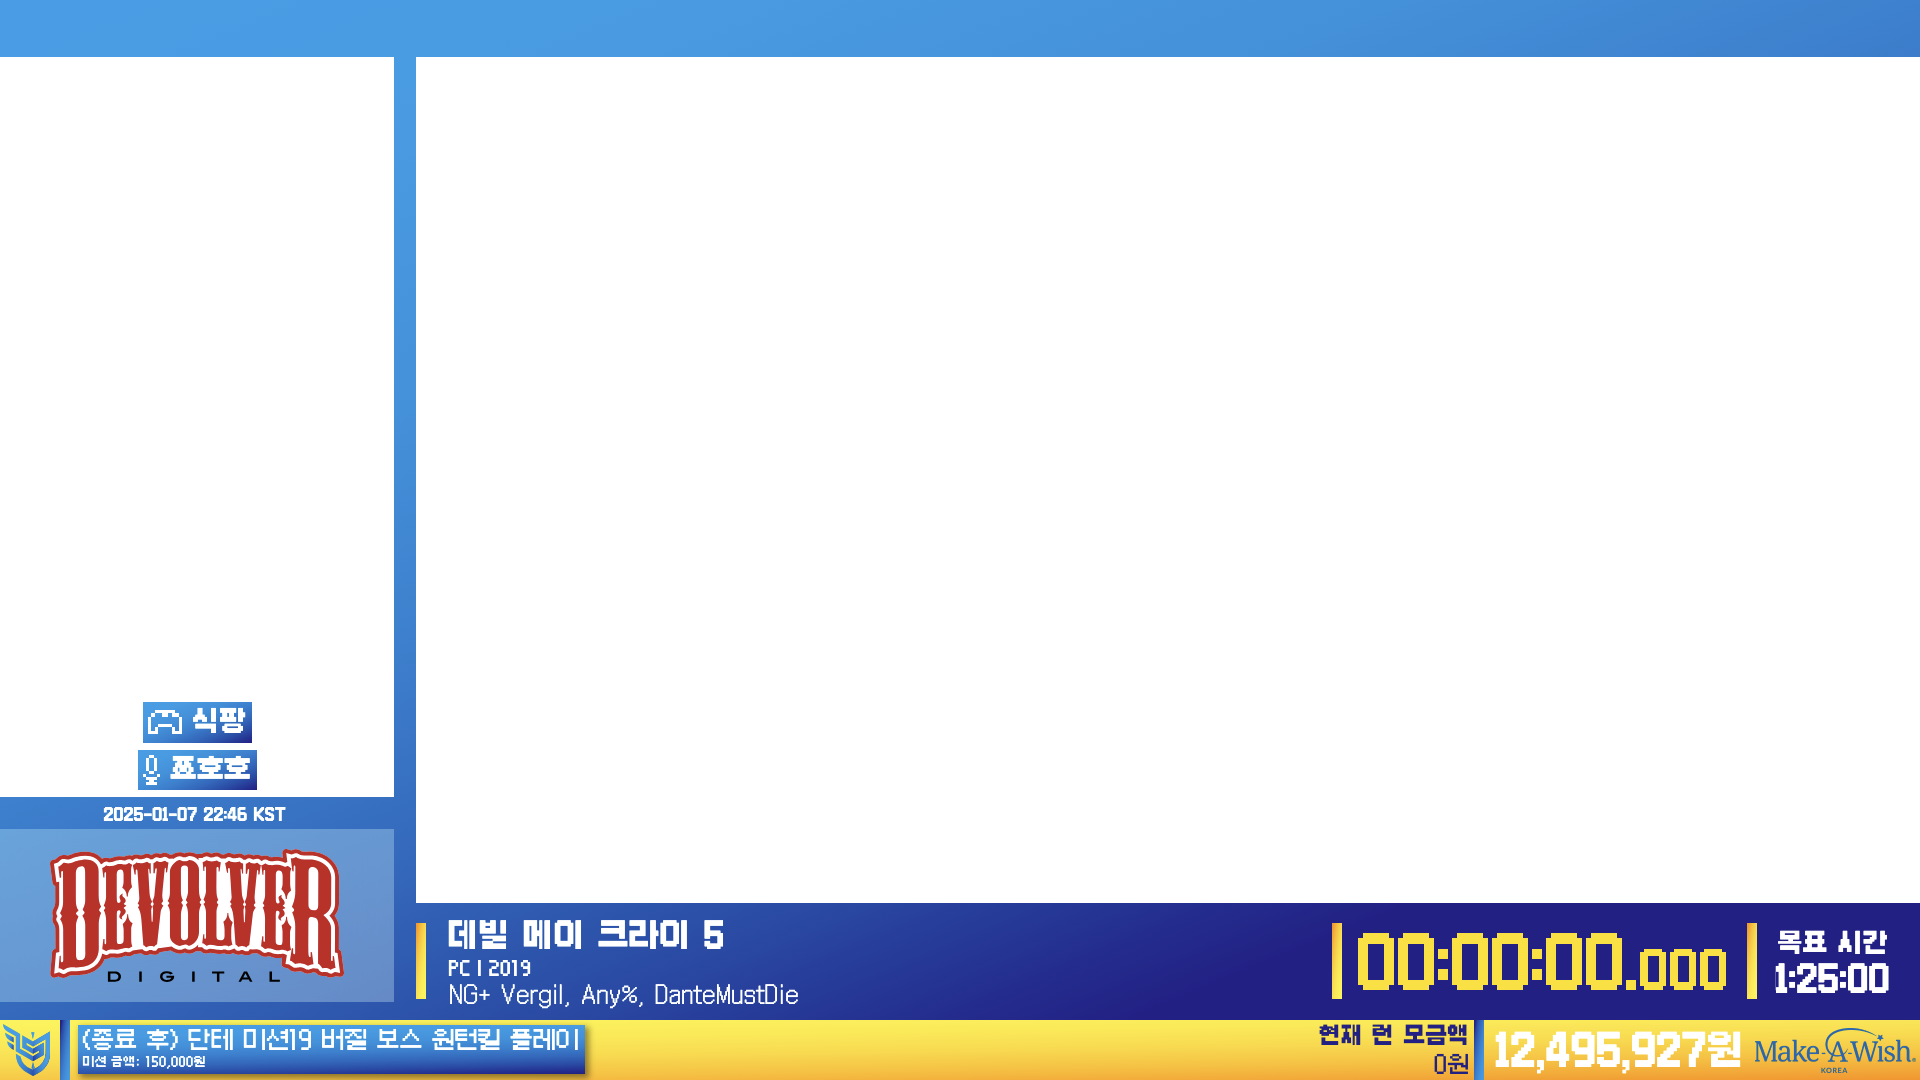 식팡
죠호호
2025-01-07 22:46 KST
DEVOLVER
DIGITAL
데빌 메이 크라이 5
PC | 2019
NG+ Vergil, Any%, DanteMustDie
00:00:00.000
목표 시간
1:25:00
(종료 후) 단테 미션19 버질 보스 원턴킬 플레이
미션 금액: 150,000원
현재 런 모금액
0원
12,495,927원
Make-A-Wish.
KOREA